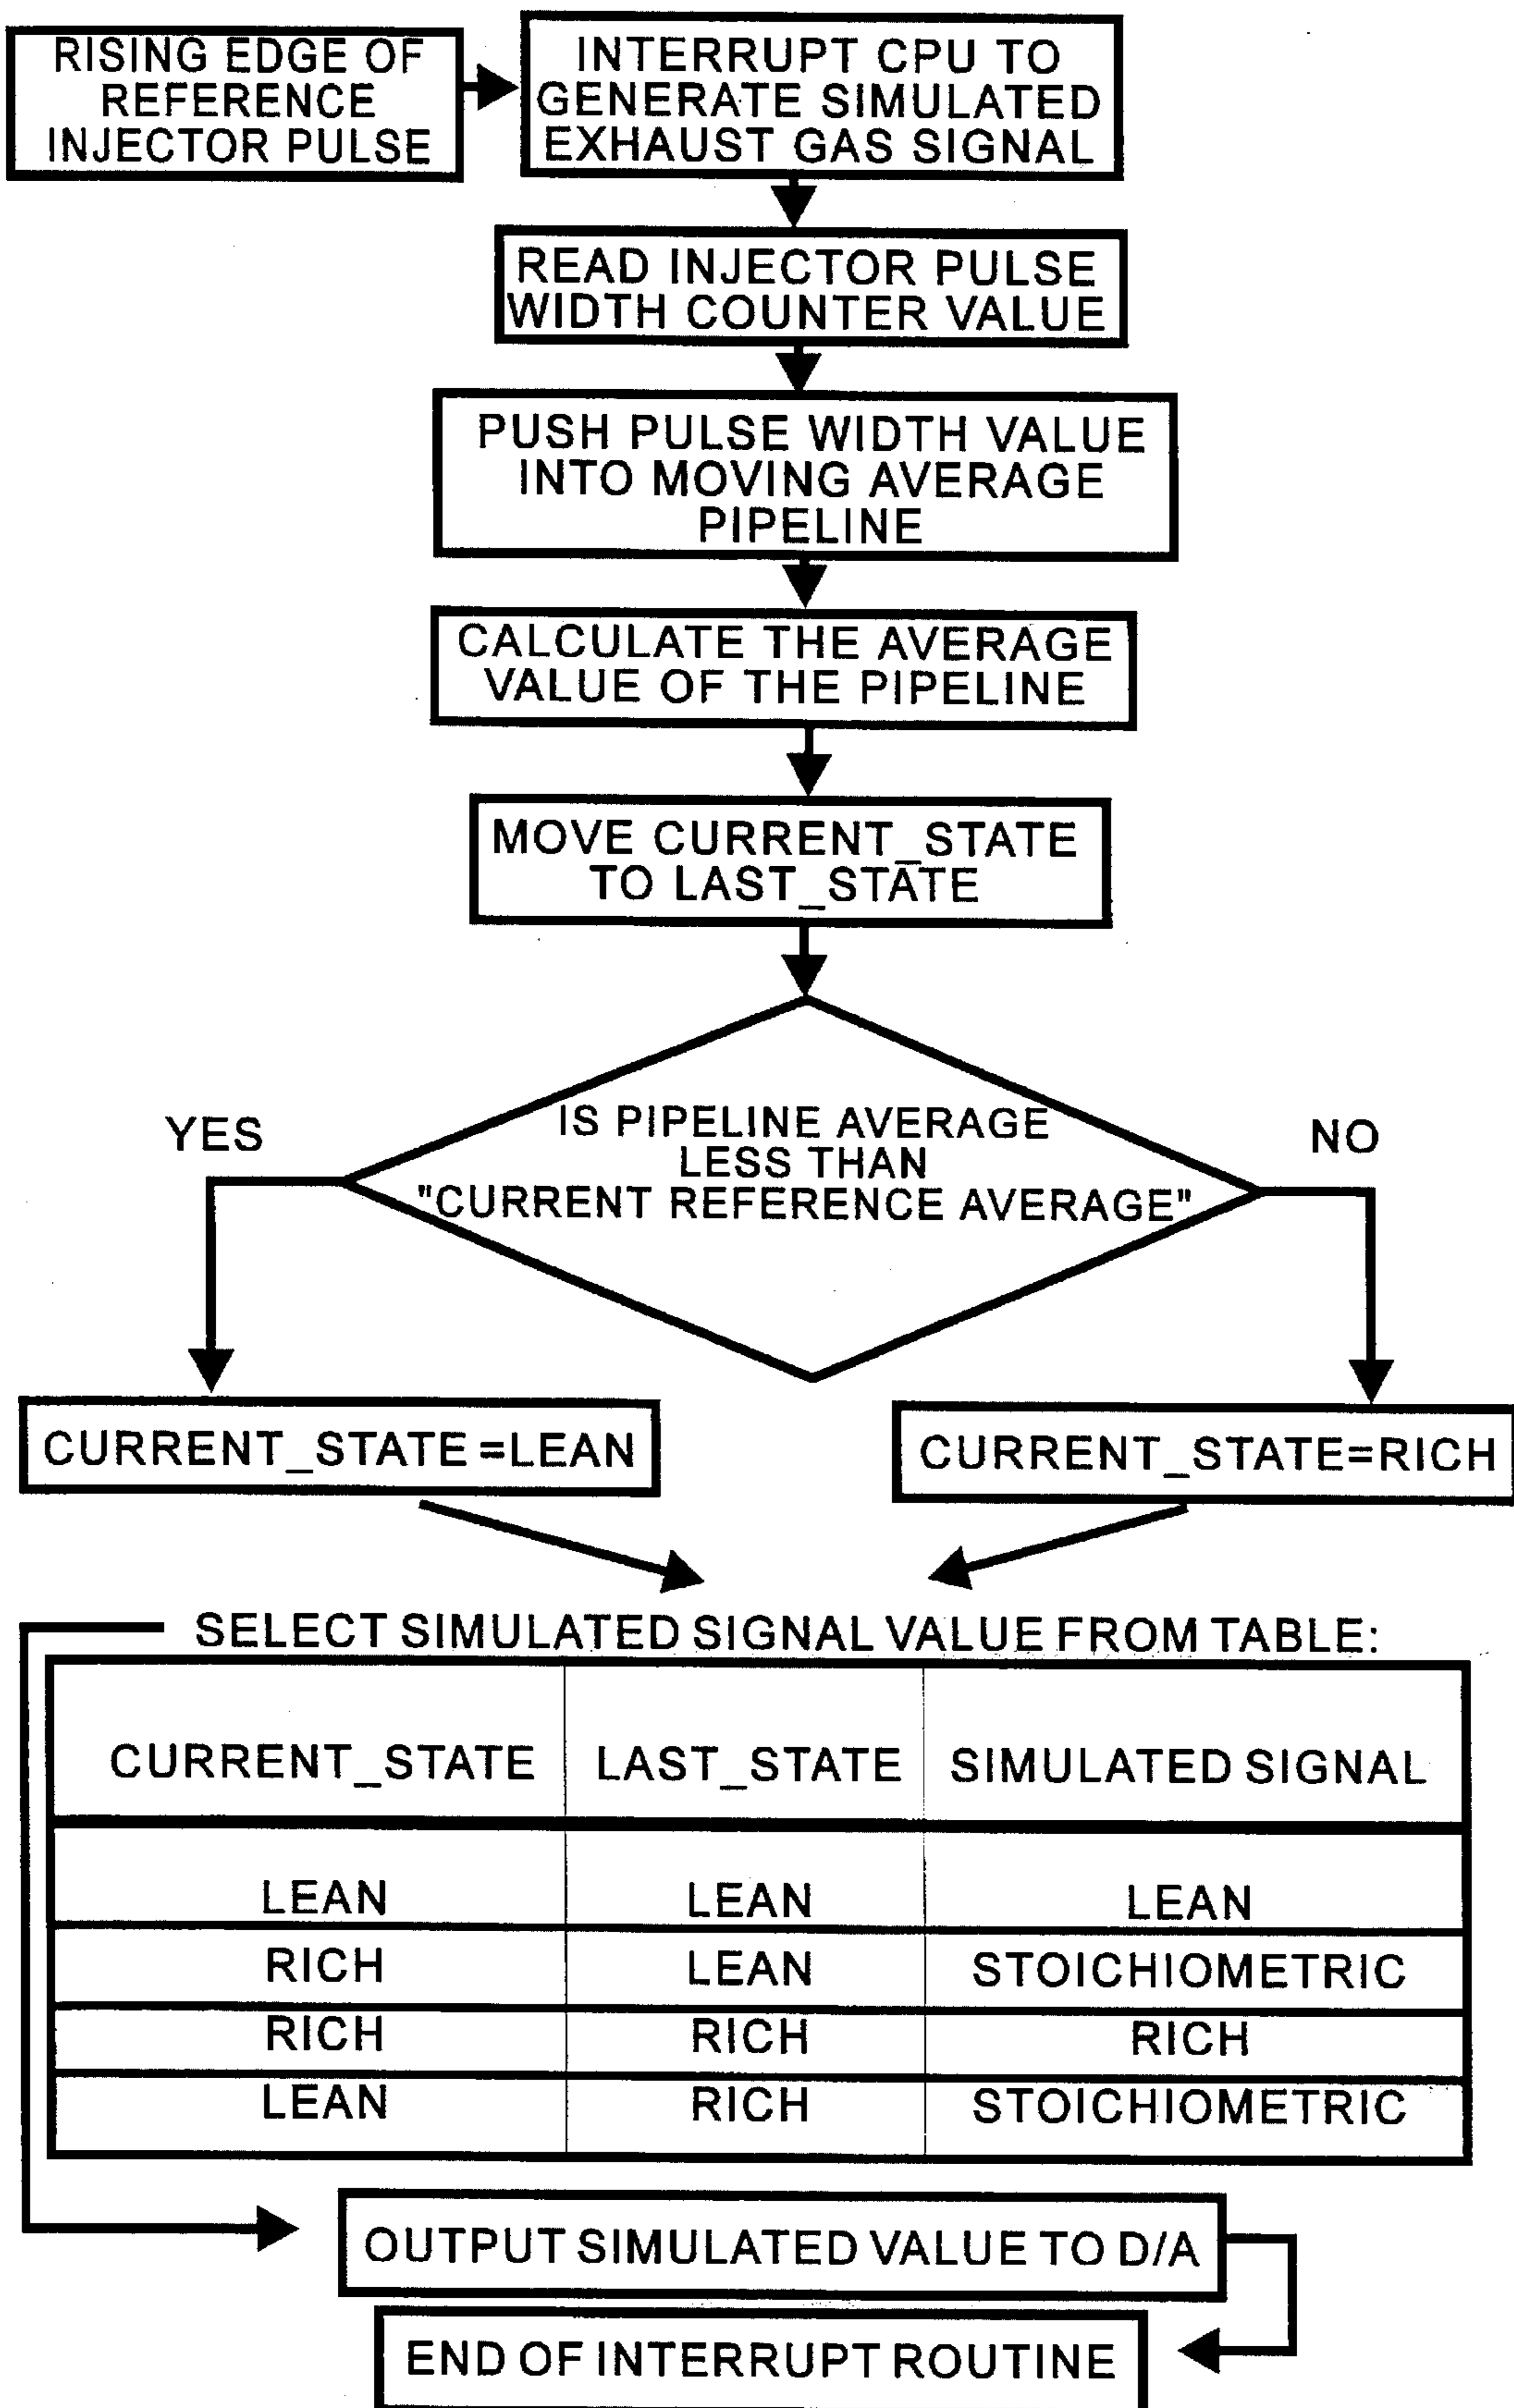 RISING EDGE OF
REFERENCE
INJECTOR PULSE
INTERRUPT CPU TO
GENERATE SIMULATED
EXHAUST GAS SIGNAL
READ INJECTOR PULSE
WIDTH COUNTER VALUE
PUSH PULSE WIDTH VALUE
INTO MOVING AVERAGE
PIPELINE
CALCULATE THE AVERAGE
VALUE OF THE PIPELINE
MOVE CURRENT_STATE
TO LAST_STATE
IS PIPELINE AVERAGE
LESS THAN
"CURRENT REFERENCE AVERAGE"
YES
NO
CURRENT_STATE =LEAN
CURRENT_STATE=RICH
SELECT SIMULATED SIGNAL VALUE FROM TABLE:
CURRENT_STATE LAST_STATE SIMULATED SIGNAL
LEAN LEAN LEAN
RICH LEAN STOICHIOMETRIC
RICH RICH RICH
LEAN RICH STOICHIOMETRIC
OUTPUT SIMULATED VALUE TO D/A
END OF INTERRUPT ROUTINE